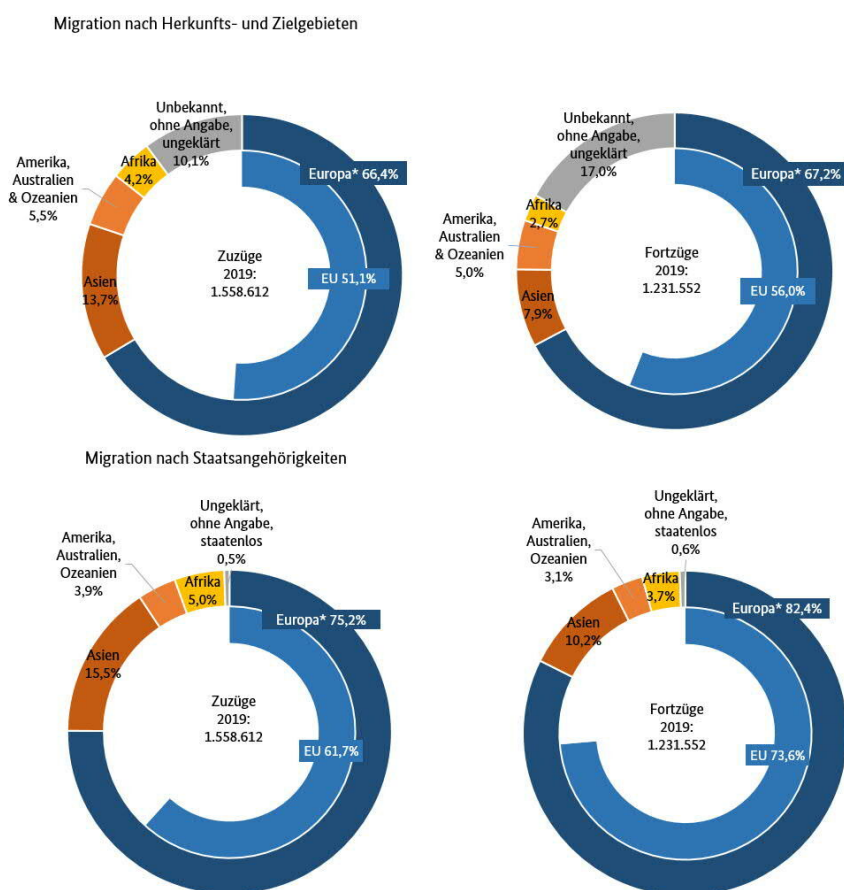 Migration nach Herkunfts- und Zielgebieten
Unbekannt,
ohne Angabe,
ungeklärt
10,1%
Afrika
4,2%
Amerika,
Australien
& Ozeanien
5,5%
Asien
13,7%
Europa* 66,4%
EU 51,1%
Zuzüge
2019:
1.558.612
Unbekannt,
ohne Angabe,
ungeklärt
17,0%
Afrika
2,7%
Amerika,
Australien
& Ozeanien
5,0%
Asien
7,9%
Europa* 67,2%
EU 56,0%
Fortzüge
2019:
1.231.552
Migration nach Staatsangehörigkeiten
Ungeklärt,
ohne Angabe,
staatenlos
0,5%
Amerika,
Australien,
Ozeanien
3,9%
Afrika
5,0%
Asien
15,5%
Europa* 75,2%
EU 61,7%
Zuzüge
2019:
1.558.612
Ungeklärt,
ohne Angabe,
staatenlos
0,6%
Amerika,
Australien,
Ozeanien
3,1%
Afrika
3,7%
Asien
10,2%
Europa* 82,4%
EU 73,6%
Fortzüge
2019:
1.231.552